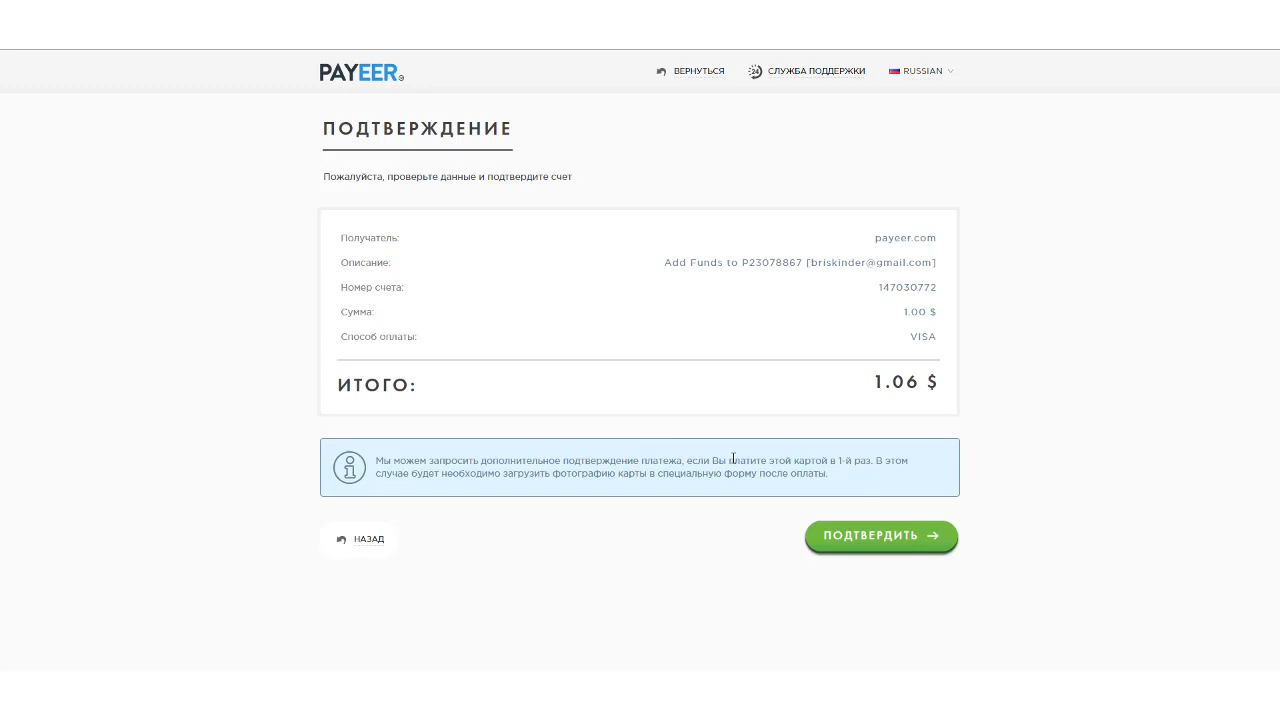 PAYEER®
ВЕРНУТЬСЯ
24 СЛУЖБА ПОДДЕРЖКИ
RUSSIAN
ПОДТВЕРЖДЕНИЕ
Пожалуйста, проверьте данные и подтвердите счет
Получатель: payeer.com
Описание: Add Funds to P23078867 [briskinder@gmail.com]
Номер счета: 147030772
Сумма: 1.00 $
Способ оплаты: VISA
ИТОГО: 1.06 $
Мы можем запросить дополнительное подтверждение платежа, если Вы платите этой картой в 1-й раз. В этом
случае будет необходимо загрузить фотографию карты в специальную форму после оплаты.
НАЗАД
ПОДТВЕРДИТЬ →